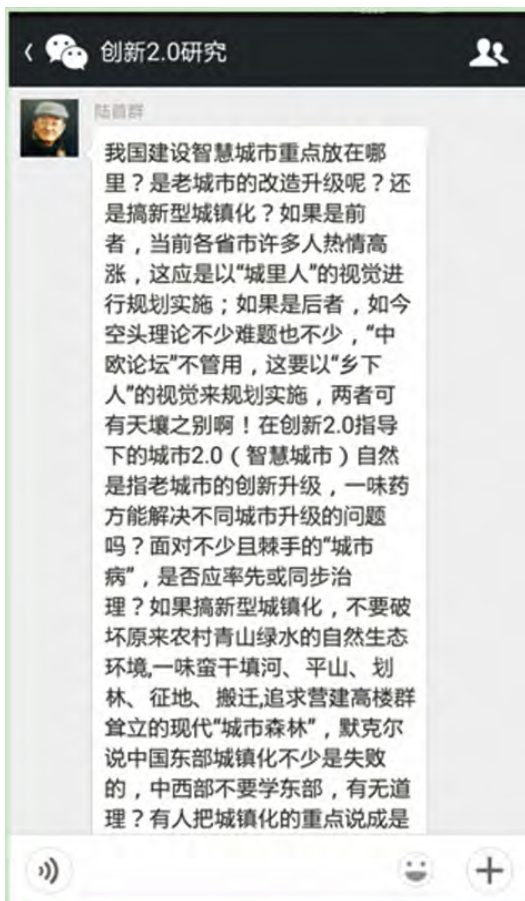 创新2.0研究
陆首群
我国建设智慧城市重点放在哪
里？是老城市的改造升级呢？还
是搞新型城镇化？如果是前
者，当前各省市许多人热情高
涨，这应是以“城里人”的视觉进
行规划实施；如果是后者，如今
空头理论不少难题也不少，“中
欧论坛”不管用，这要以“乡下
人”的视觉来规划实施，两者可
有天壤之别啊！在创新2.0指导
下的城市2.0（智慧城市）自然
是指老城市的创新升级，一味药
方能解决不同城市升级的问题
吗？面对不少且棘手的“城市
病”，是否应率先或同步治
理？如果搞新型城镇化，不要破
坏原来农村青山绿水的自然生态
环境,一味蛮干填河、平山、划
林、征地、搬迁,追求营建高楼群
耸立的现代“城市森林”，默克尔
说中国东部城镇化不少是失败
的，中西部不要学东部，有无道
理？有人把城镇化的重点说成是